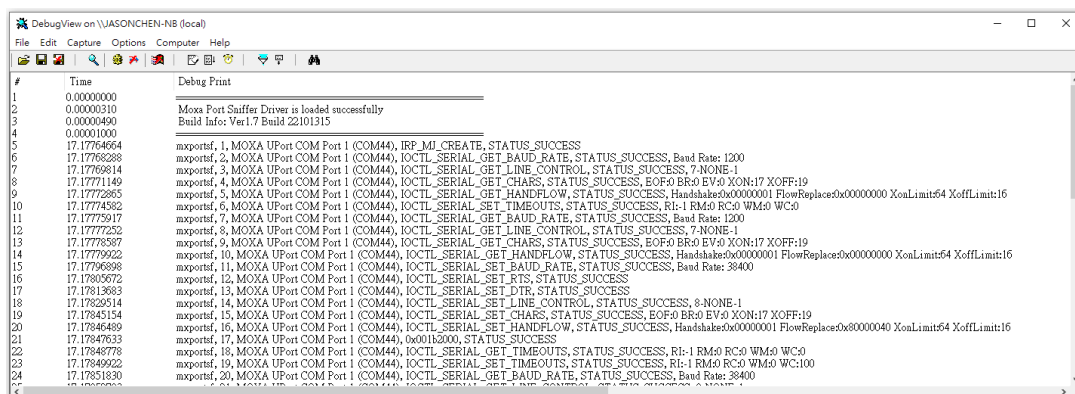 DebugView on \\JASONCHEN-NB (local)
File Edit Capture Options Computer Help
# Time Debug Print
1 0.00000000
2 0.00000310 Moxa Port Sniffer Driver is loaded successfully
3 0.00000490 Build Info: Ver1.7 Build 22101315
4 0.00001000
5 17.17764664 mxportsf, 1, MOXA UPort COM Port 1 (COM44), IRP_MJ_CREATE, STATUS_SUCCESS
6 17.17768288 mxportsf, 2, MOXA UPort COM Port 1 (COM44), IOCTL_SERIAL_GET_BAUD_RATE, STATUS_SUCCESS, Baud Rate: 1200
7 17.17769814 mxportsf, 3, MOXA UPort COM Port 1 (COM44), IOCTL_SERIAL_GET_LINE_CONTROL, STATUS_SUCCESS, 7-NONE-1
8 17.17771149 mxportsf, 4, MOXA UPort COM Port 1 (COM44), IOCTL_SERIAL_GET_CHARS, STATUS_SUCCESS, EOF:0 BR:0 EV:0 XON:17 XOFF:19
9 17.17772865 mxportsf, 5, MOXA UPort COM Port 1 (COM44), IOCTL_SERIAL_GET_HANDFLOW, STATUS_SUCCESS, Handshake:0x00000001 FlowReplace:0x00000000 XonLimit:64 XoffLimit:16
10 17.17774582 mxportsf, 6, MOXA UPort COM Port 1 (COM44), IOCTL_SERIAL_SET_TIMEOUTS, STATUS_SUCCESS, RI:-1 RM:0 RC:0 WM:0 WC:0
11 17.17775917 mxportsf, 7, MOXA UPort COM Port 1 (COM44), IOCTL_SERIAL_GET_BAUD_RATE, STATUS_SUCCESS, Baud Rate: 1200
12 17.17777252 mxportsf, 8, MOXA UPort COM Port 1 (COM44), IOCTL_SERIAL_GET_LINE_CONTROL, STATUS_SUCCESS, 7-NONE-1
13 17.17778587 mxportsf, 9, MOXA UPort COM Port 1 (COM44), IOCTL_SERIAL_GET_CHARS, STATUS_SUCCESS, EOF:0 BR:0 EV:0 XON:17 XOFF:19
14 17.17779922 mxportsf, 10, MOXA UPort COM Port 1 (COM44), IOCTL_SERIAL_GET_HANDFLOW, STATUS_SUCCESS, Handshake:0x00000001 FlowReplace:0x00000000 XonLimit:64 XoffLimit:16
15 17.17796898 mxportsf, 11, MOXA UPort COM Port 1 (COM44), IOCTL_SERIAL_SET_BAUD_RATE, STATUS_SUCCESS, Baud Rate: 38400
16 17.17805672 mxportsf, 12, MOXA UPort COM Port 1 (COM44), IOCTL_SERIAL_SET_RTS, STATUS_SUCCESS
17 17.17813683 mxportsf, 13, MOXA UPort COM Port 1 (COM44), IOCTL_SERIAL_SET_DTR, STATUS_SUCCESS
18 17.17829514 mxportsf, 14, MOXA UPort COM Port 1 (COM44), IOCTL_SERIAL_SET_LINE_CONTROL, STATUS_SUCCESS, 8-NONE-1
19 17.17845154 mxportsf, 15, MOXA UPort COM Port 1 (COM44), IOCTL_SERIAL_SET_CHARS, STATUS_SUCCESS, EOF:0 BR:0 EV:0 XON:17 XOFF:19
20 17.17846489 mxportsf, 16, MOXA UPort COM Port 1 (COM44), IOCTL_SERIAL_SET_HANDFLOW, STATUS_SUCCESS, Handshake:0x00000001 FlowReplace:0x80000040 XonLimit:64 XoffLimit:16
21 17.17847633 mxportsf, 17, MOXA UPort COM Port 1 (COM44), 0x001b2000, STATUS_SUCCESS
22 17.17848778 mxportsf, 18, MOXA UPort COM Port 1 (COM44), IOCTL_SERIAL_GET_TIMEOUTS, STATUS_SUCCESS, RI:-1 RM:0 RC:0 WM:0 WC:0
23 17.17849922 mxportsf, 19, MOXA UPort COM Port 1 (COM44), IOCTL_SERIAL_SET_TIMEOUTS, STATUS_SUCCESS, RI:-1 RM:0 RC:0 WM:0 WC:100
24 17.17851830 mxportsf, 20, MOXA UPort COM Port 1 (COM44), IOCTL_SERIAL_GET_BAUD_RATE, STATUS_SUCCESS, Baud Rate: 38400